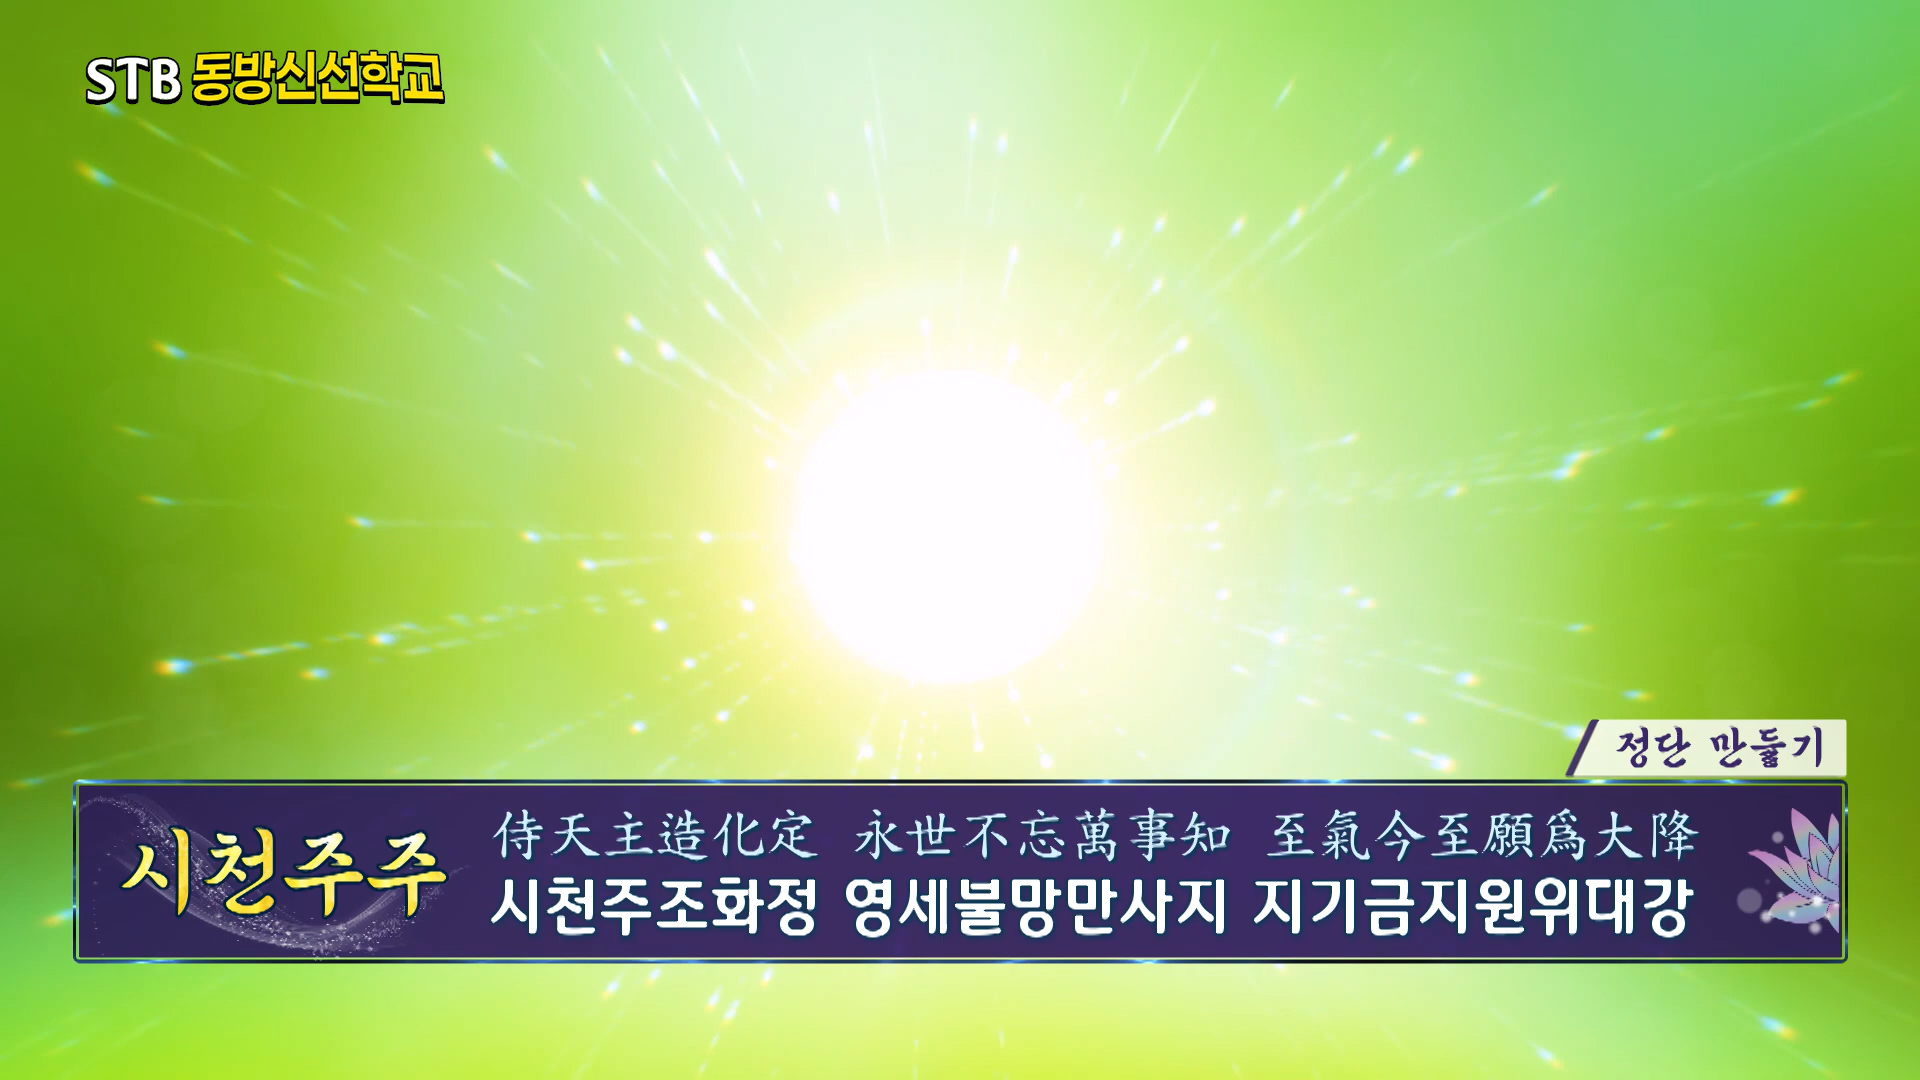 STB 동방신선학교
정단 만들기
시천주주
侍天主造化定 永世不忘萬事知 至氣今至願爲大降
시천주조화정 영세불망만사지 지기금지원위대강